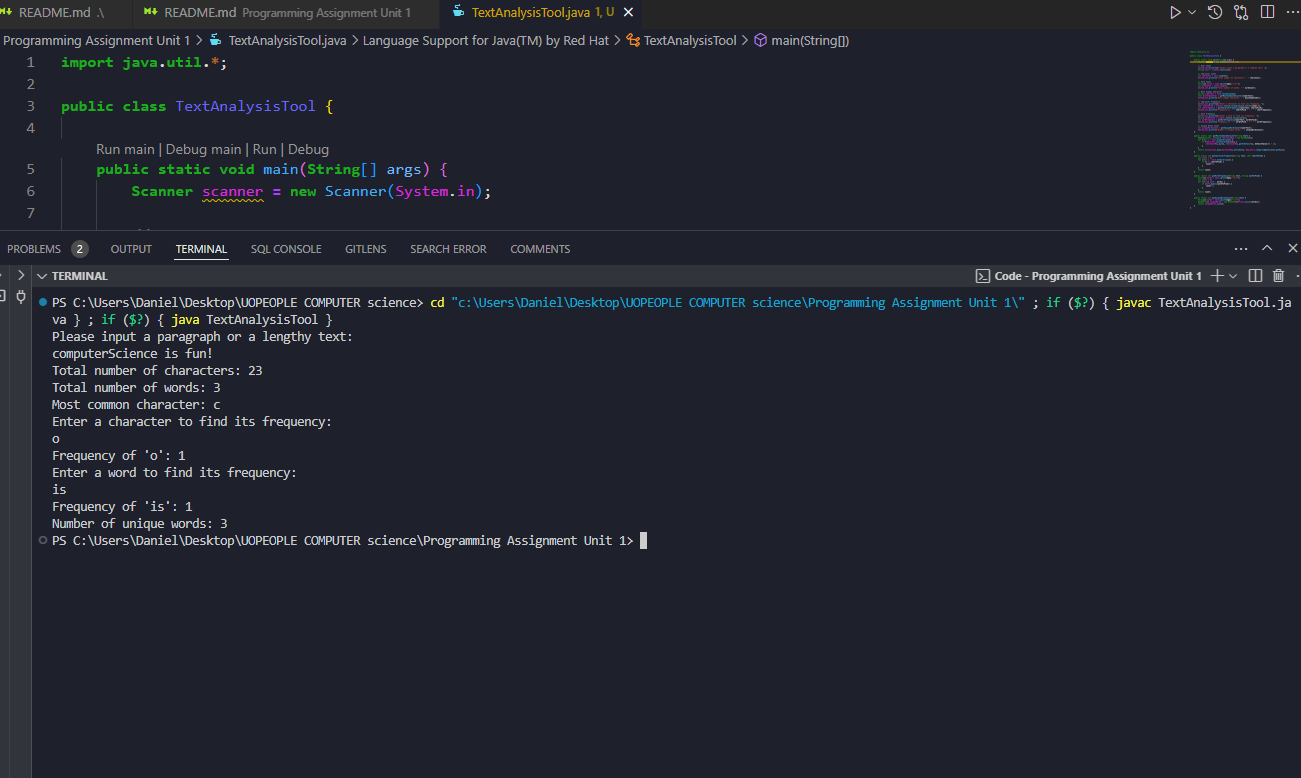 README.md .\ README.md Programming Assignment Unit 1 TextAnalysisTool.java 1, U
Programming Assignment Unit 1 > TextAnalysisTool.java > Language Support for Java(TM) by Red Hat > TextAnalysisTool > main(String[])
1 import java.util.*;
2
3 public class TextAnalysisTool {
4
Run main | Debug main | Run | Debug
5 public static void main(String[] args) {
6 Scanner scanner = new Scanner(System.in);
7
PROBLEMS 2 OUTPUT TERMINAL SQL CONSOLE GITLENS SEARCH ERROR COMMENTS
TERMINAL Code - Programming Assignment Unit 1
PS C:\Users\Daniel\Desktop\UOPEOPLE COMPUTER science> cd "c:\Users\Daniel\Desktop\UOPEOPLE COMPUTER science\Programming Assignment Unit 1\" ; if ($?) { javac TextAnalysisTool.ja
va } ; if ($?) { java TextAnalysisTool }
Please input a paragraph or a lengthy text:
computerScience is fun!
Total number of characters: 23
Total number of words: 3
Most common character: c
Enter a character to find its frequency:
o
Frequency of 'o': 1
Enter a word to find its frequency:
is
Frequency of 'is': 1
Number of unique words: 3
PS C:\Users\Daniel\Desktop\UOPEOPLE COMPUTER science\Programming Assignment Unit 1>